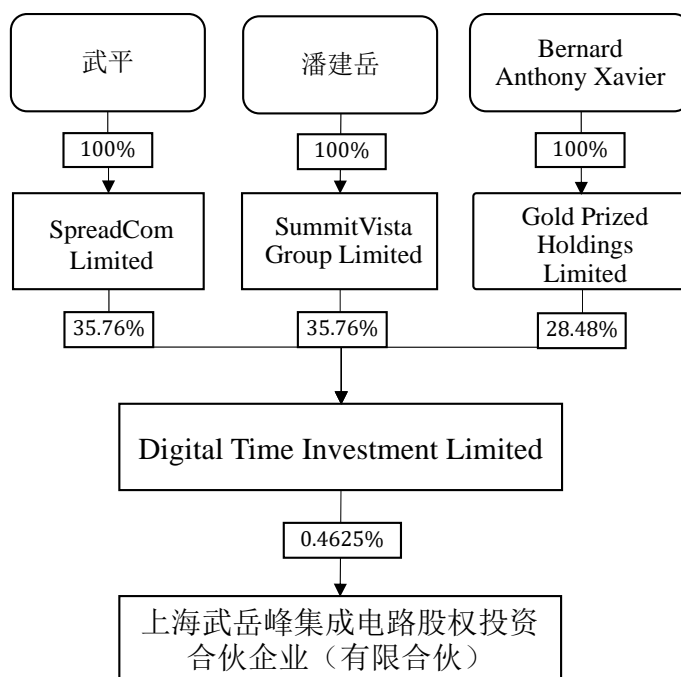 武平
潘建岳
Bernard
Anthony Xavier
100%
100%
100%
SpreadCom
Limited
SummitVista
Group Limited
Gold Prized
Holdings
Limited
35.76%
35.76%
28.48%
Digital Time Investment Limited
0.4625%
上海武岳峰集成电路股权投资
合伙企业（有限合伙）